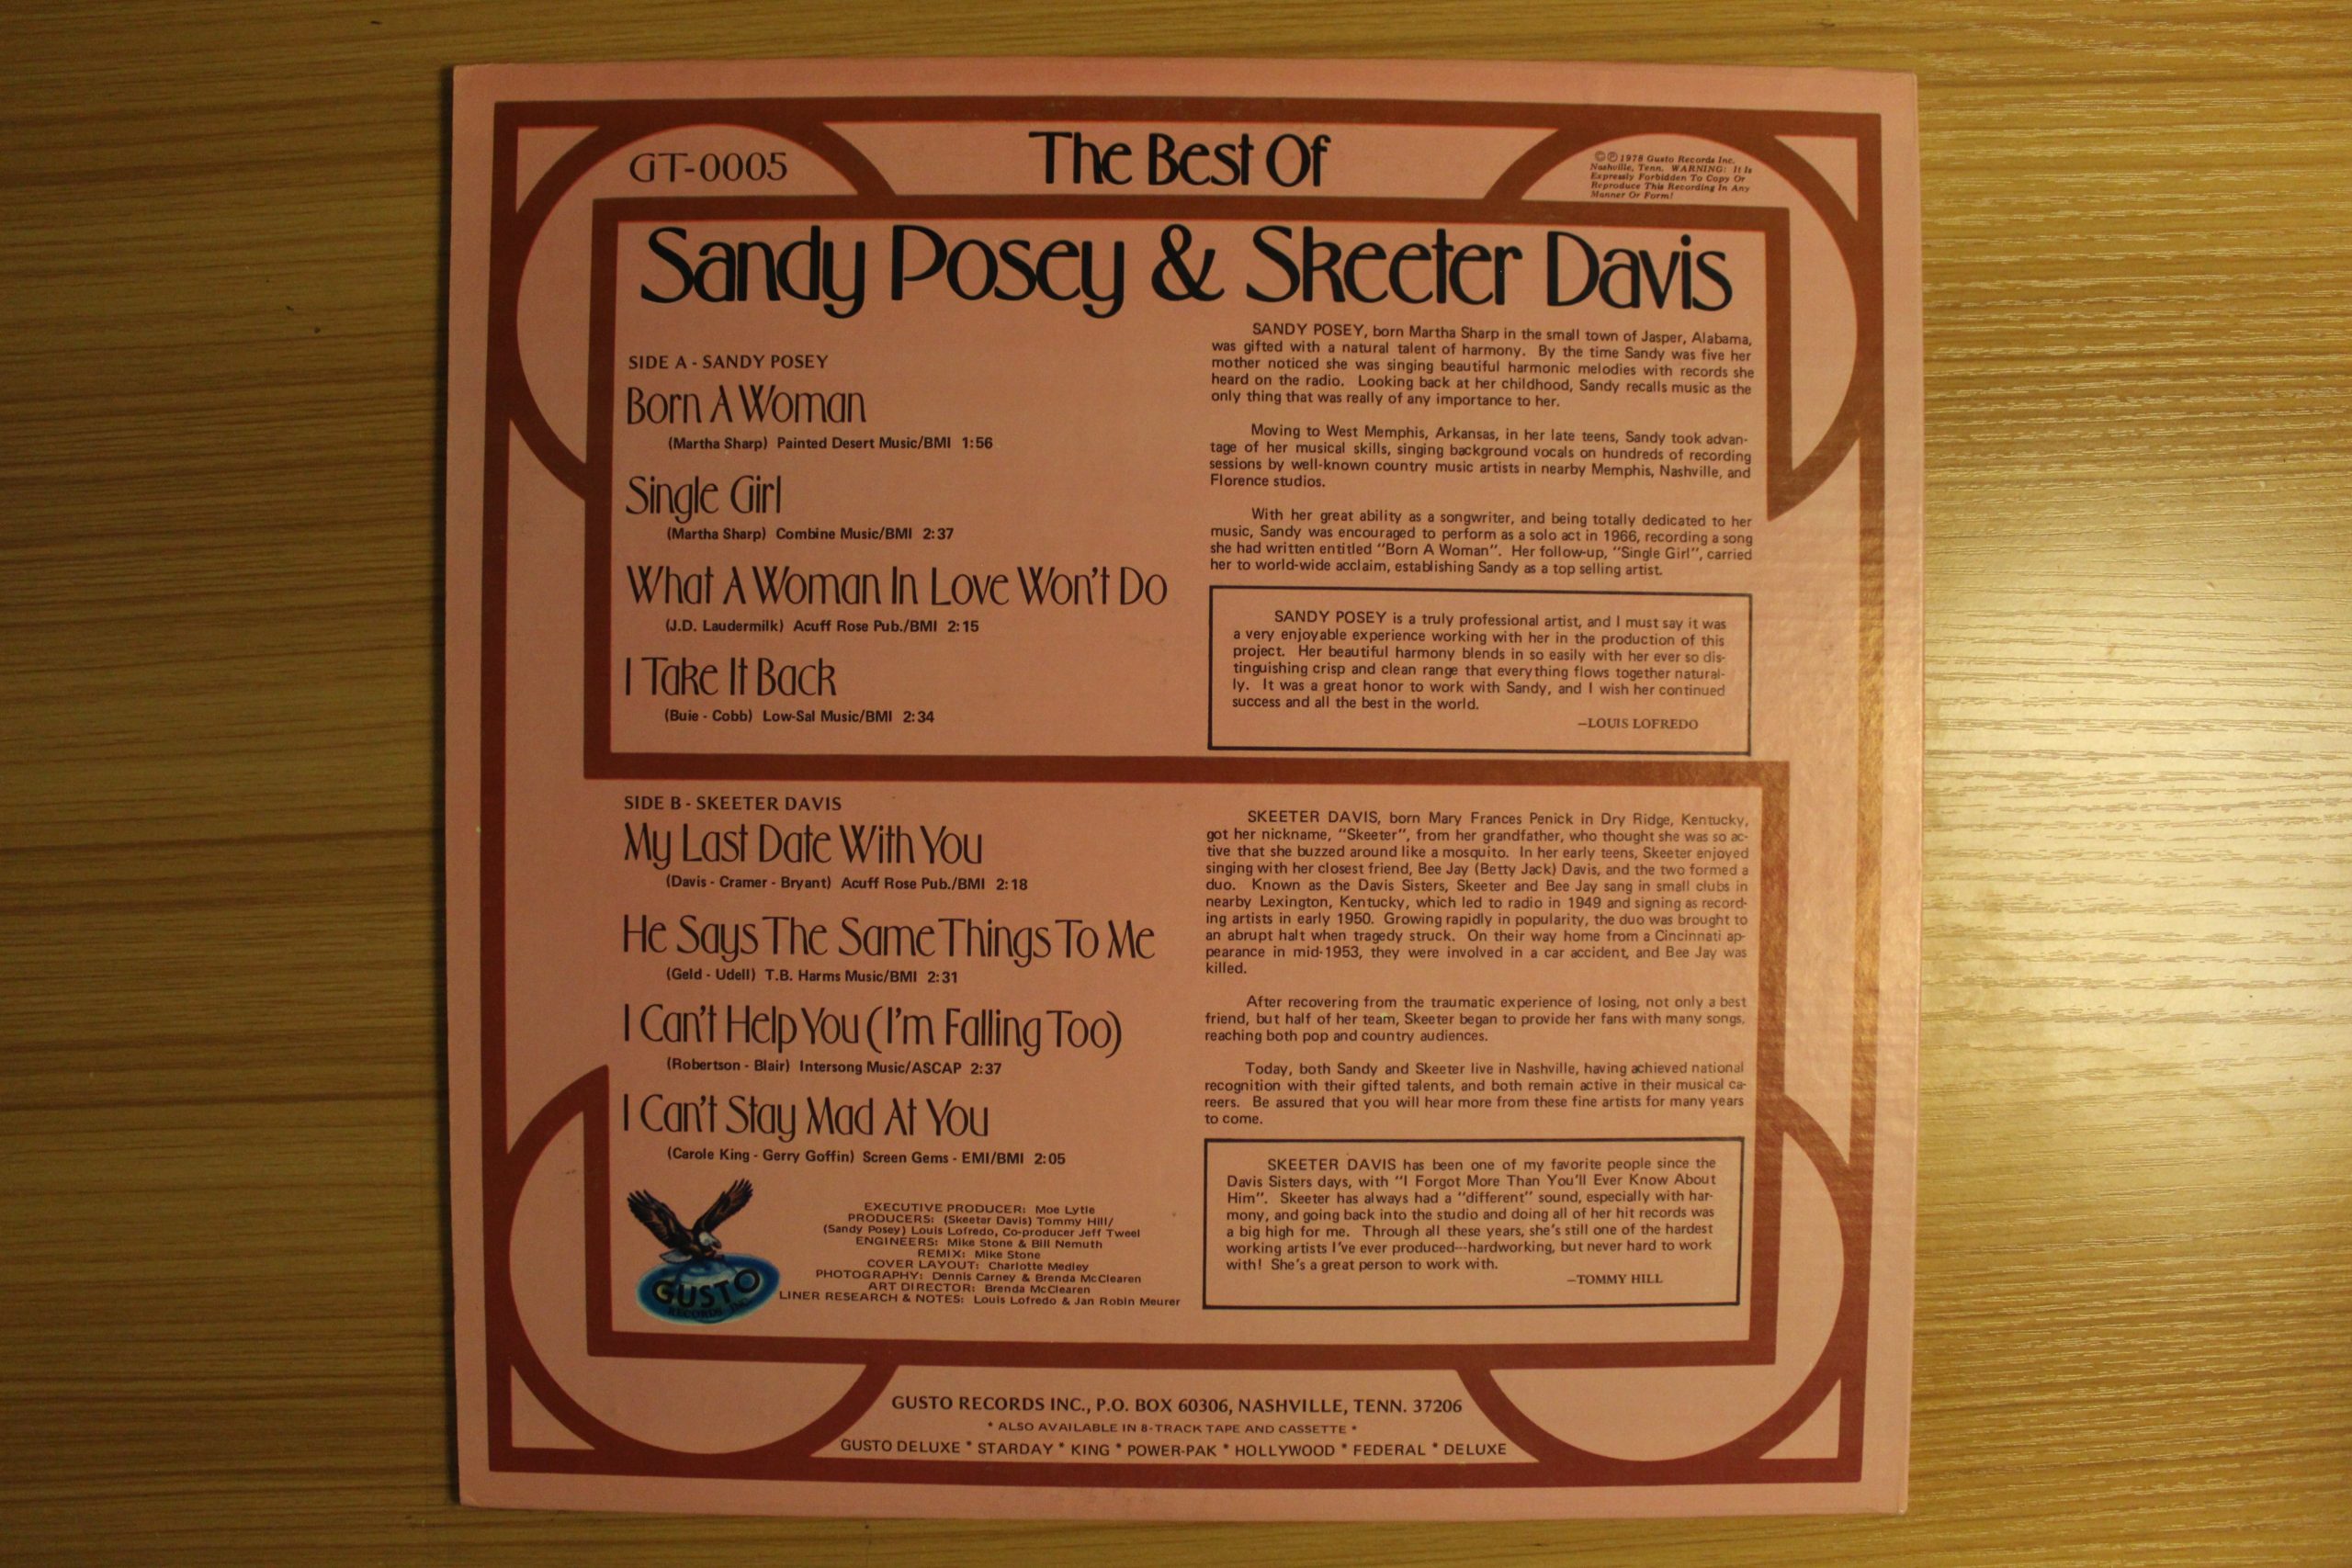 GT-0005
The Best Of
©℗ 1978 Gusto Records Inc.
Nashville, Tenn. WARNING: It Is
Expressly Forbidden To Copy Or
Reproduce This Recording In Any
Manner Or Form!
Sandy Posey & Skeeter Davis
SIDE A - SANDY POSEY
Born A Woman
(Martha Sharp) Painted Desert Music/BMI 1:56
Single Girl
(Martha Sharp) Combine Music/BMI 2:37
What A Woman In Love Won't Do
(J.D. Laudermilk) Acuff Rose Pub./BMI 2:15
I Take It Back
(Buie - Cobb) Low-Sal Music/BMI 2:34
SANDY POSEY, born Martha Sharp in the small town of Jasper, Alabama,
was gifted with a natural talent of harmony. By the time Sandy was five her
mother noticed she was singing beautiful harmonic melodies with records she
heard on the radio. Looking back at her childhood, Sandy recalls music as the
only thing that was really of any importance to her.
Moving to West Memphis, Arkansas, in her late teens, Sandy took advan-
tage of her musical skills, singing background vocals on hundreds of recording
sessions by well-known country music artists in nearby Memphis, Nashville, and
Florence studios.
With her great ability as a songwriter, and being totally dedicated to her
music, Sandy was encouraged to perform as a solo act in 1966, recording a song
she had written entitled "Born A Woman". Her follow-up, "Single Girl", carried
her to world-wide acclaim, establishing Sandy as a top selling artist.
SANDY POSEY is a truly professional artist, and I must say it was
a very enjoyable experience working with her in the production of this
project. Her beautiful harmony blends in so easily with her ever so dis-
tinguishing crisp and clean range that everything flows together natural-
ly. It was a great honor to work with Sandy, and I wish her continued
success and all the best in the world.
—LOUIS LOFREDO
SIDE B - SKEETER DAVIS
My Last Date With You
(Davis - Cramer - Bryant) Acuff Rose Pub./BMI 2:18
He Says The Same Things To Me
(Geld - Udell) T.B. Harms Music/BMI 2:31
I Can't Help You (I'm Falling Too)
(Robertson - Blair) Intersong Music/ASCAP 2:37
I Can't Stay Mad At You
(Carole King - Gerry Goffin) Screen Gems - EMI/BMI 2:05
SKEETER DAVIS, born Mary Frances Penick in Dry Ridge, Kentucky,
got her nickname, "Skeeter", from her grandfather, who thought she was so ac-
tive that she buzzed around like a mosquito. In her early teens, Skeeter enjoyed
singing with her closest friend, Bee Jay (Betty Jack) Davis, and the two formed a
duo. Known as the Davis Sisters, Skeeter and Bee Jay sang in small clubs in
nearby Lexington, Kentucky, which led to radio in 1949 and signing as record-
ing artists in early 1950. Growing rapidly in popularity, the duo was brought to
an abrupt halt when tragedy struck. On their way home from a Cincinnati ap-
pearance in mid-1953, they were involved in a car accident, and Bee Jay was
killed.
After recovering from the traumatic experience of losing, not only a best
friend, but half of her team, Skeeter began to provide her fans with many songs,
reaching both pop and country audiences.
Today, both Sandy and Skeeter live in Nashville, having achieved national
recognition with their gifted talents, and both remain active in their musical ca-
reers. Be assured that you will hear more from these fine artists for many years
to come.
SKEETER DAVIS has been one of my favorite people since the
Davis Sisters days, with "I Forgot More Than You'll Ever Know About
Him". Skeeter has always had a "different" sound, especially with har-
mony, and going back into the studio and doing all of her hit records was
a big high for me. Through all these years, she's still one of the hardest
working artists I've ever produced—hardworking, but never hard to work
with! She's a great person to work with.
—TOMMY HILL
GUSTO
RECORDS INC.
EXECUTIVE PRODUCER: Moe Lytle
PRODUCERS: (Skeeter Davis) Tommy Hill/
(Sandy Posey) Louis Lofredo, Co-producer Jeff Tweel
ENGINEERS: Mike Stone & Bill Nemuth
REMIX: Mike Stone
COVER LAYOUT: Charlotte Medley
PHOTOGRAPHY: Dennis Carney & Brenda McClearen
ART DIRECTOR: Brenda McClearen
LINER RESEARCH & NOTES: Louis Lofredo & Jan Robin Meurer
GUSTO RECORDS INC., P.O. BOX 60306, NASHVILLE, TENN. 37206
* ALSO AVAILABLE IN 8-TRACK TAPE AND CASSETTE *
GUSTO DELUXE * STARDAY * KING * POWER-PAK * HOLLYWOOD * FEDERAL * DELUXE